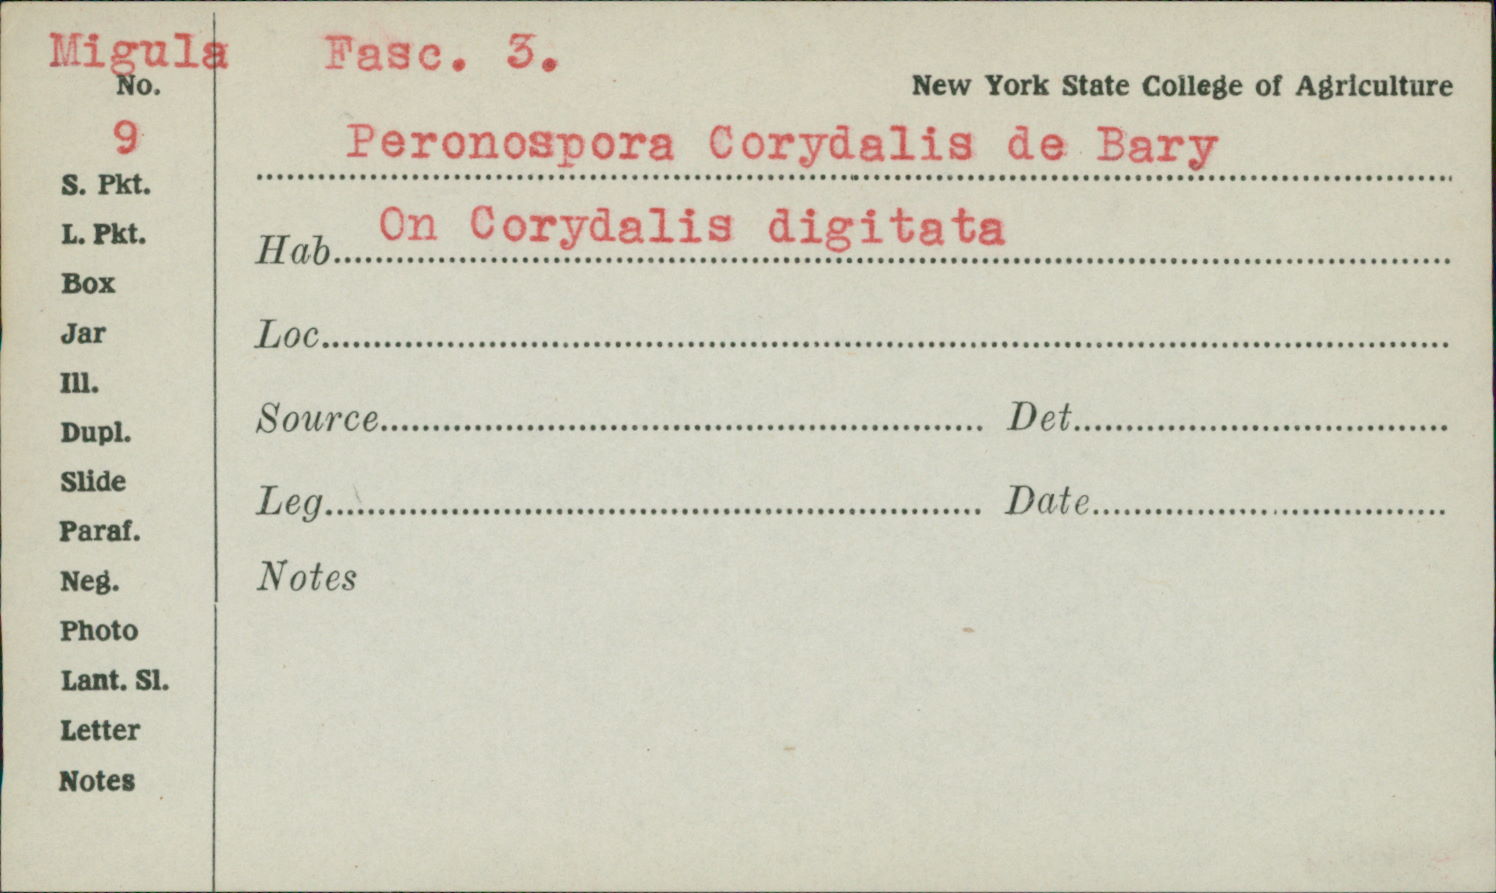 Migula Fasc. 3.
No.
New York State College of Agriculture
9
Peronospora Corydalis de Bary
S. Pkt.
On Corydalis digitata
L. Pkt.
Hab.
Box
Jar
Loc.
Ill.
Source
Det.
Dupl.
Slide
Leg.
Date
Paraf.
Neg.
Notes
Photo
Lant. Sl.
Letter
Notes